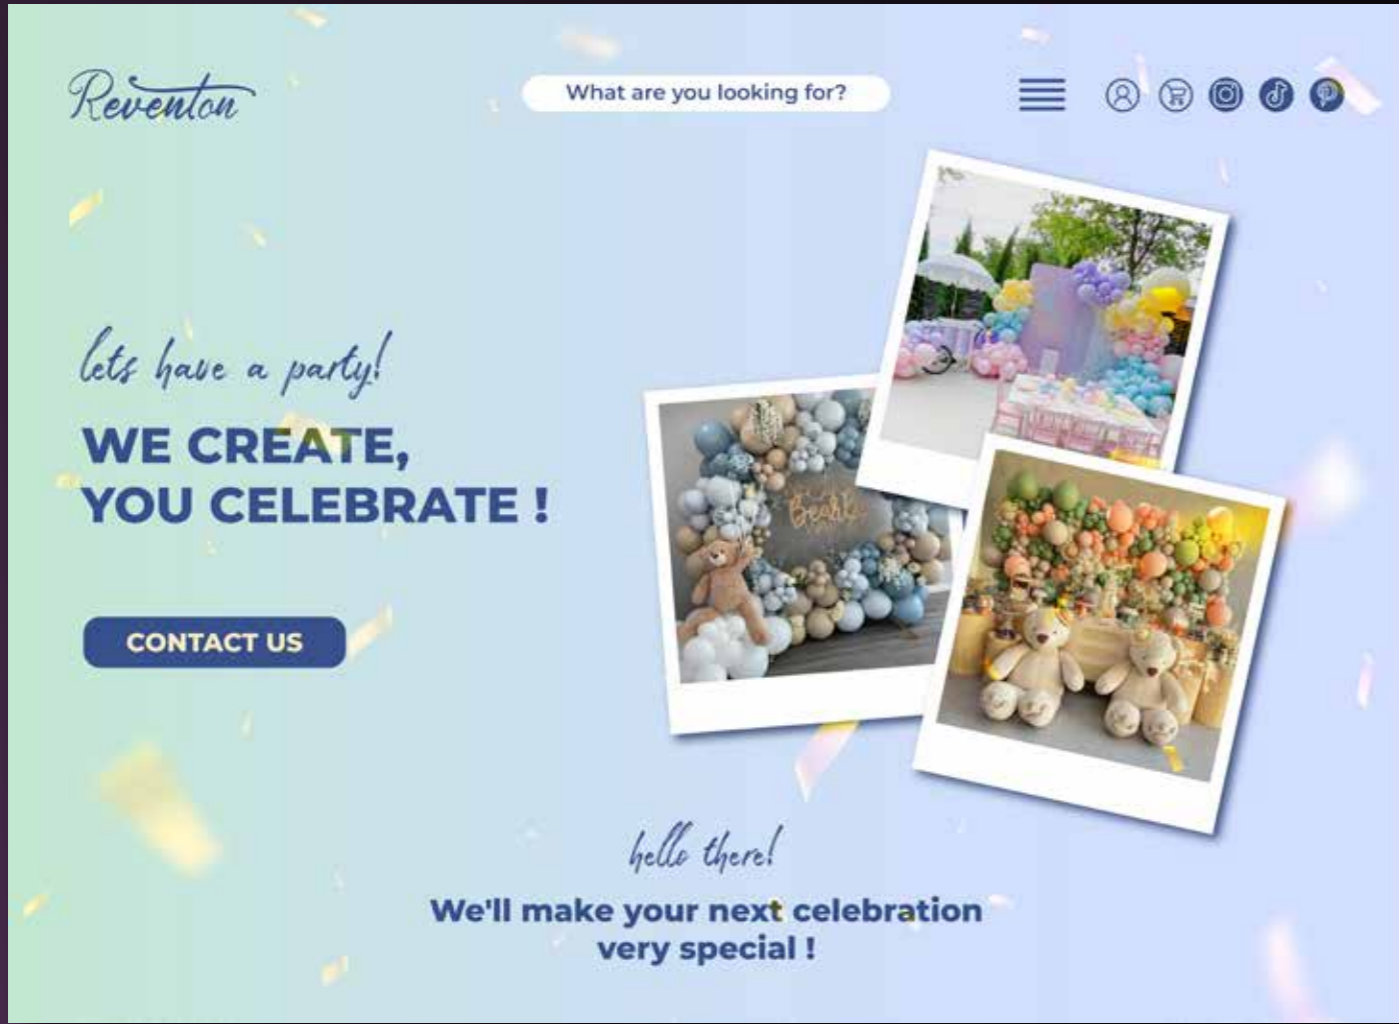 Reventon
What are you looking for?
lets have a party!
WE CREATE,
YOU CELEBRATE !
CONTACT US
hello there!
We'll make your next celebration
very special !